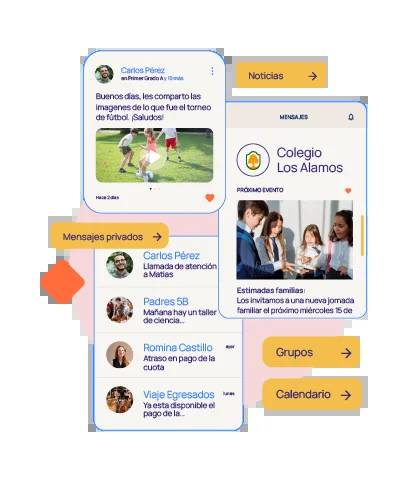 Carlos Pérez
en Primer Grado A y 10 más
Buenos días, les comparto las
imagenes de lo que fue el torneo
de fútbol. ¡Saludos!
Hace 2 días
Noticias
MENSAJES
Colegio
Los Alamos
PRÓXIMO EVENTO
Estimadas familias:
Los invitamos a una nueva jornada
familiar el próximo miércoles 15 de
Mensajes privados
Carlos Pérez
Llamada de atención
a Matias
Padres 5B
Mañana hay un taller
de ciencia...
Romina Castillo
ayer
Atraso en pago de la
cuota
Viaje Egresados
lunes
Ya esta disponible el
pago de la...
Grupos
Calendario